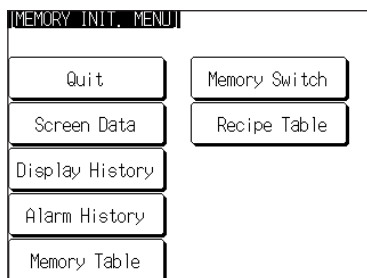 [MEMORY INIT. MENU]
Quit
Memory Switch
Screen Data
Recipe Table
Display History
Alarm History
Memory Table